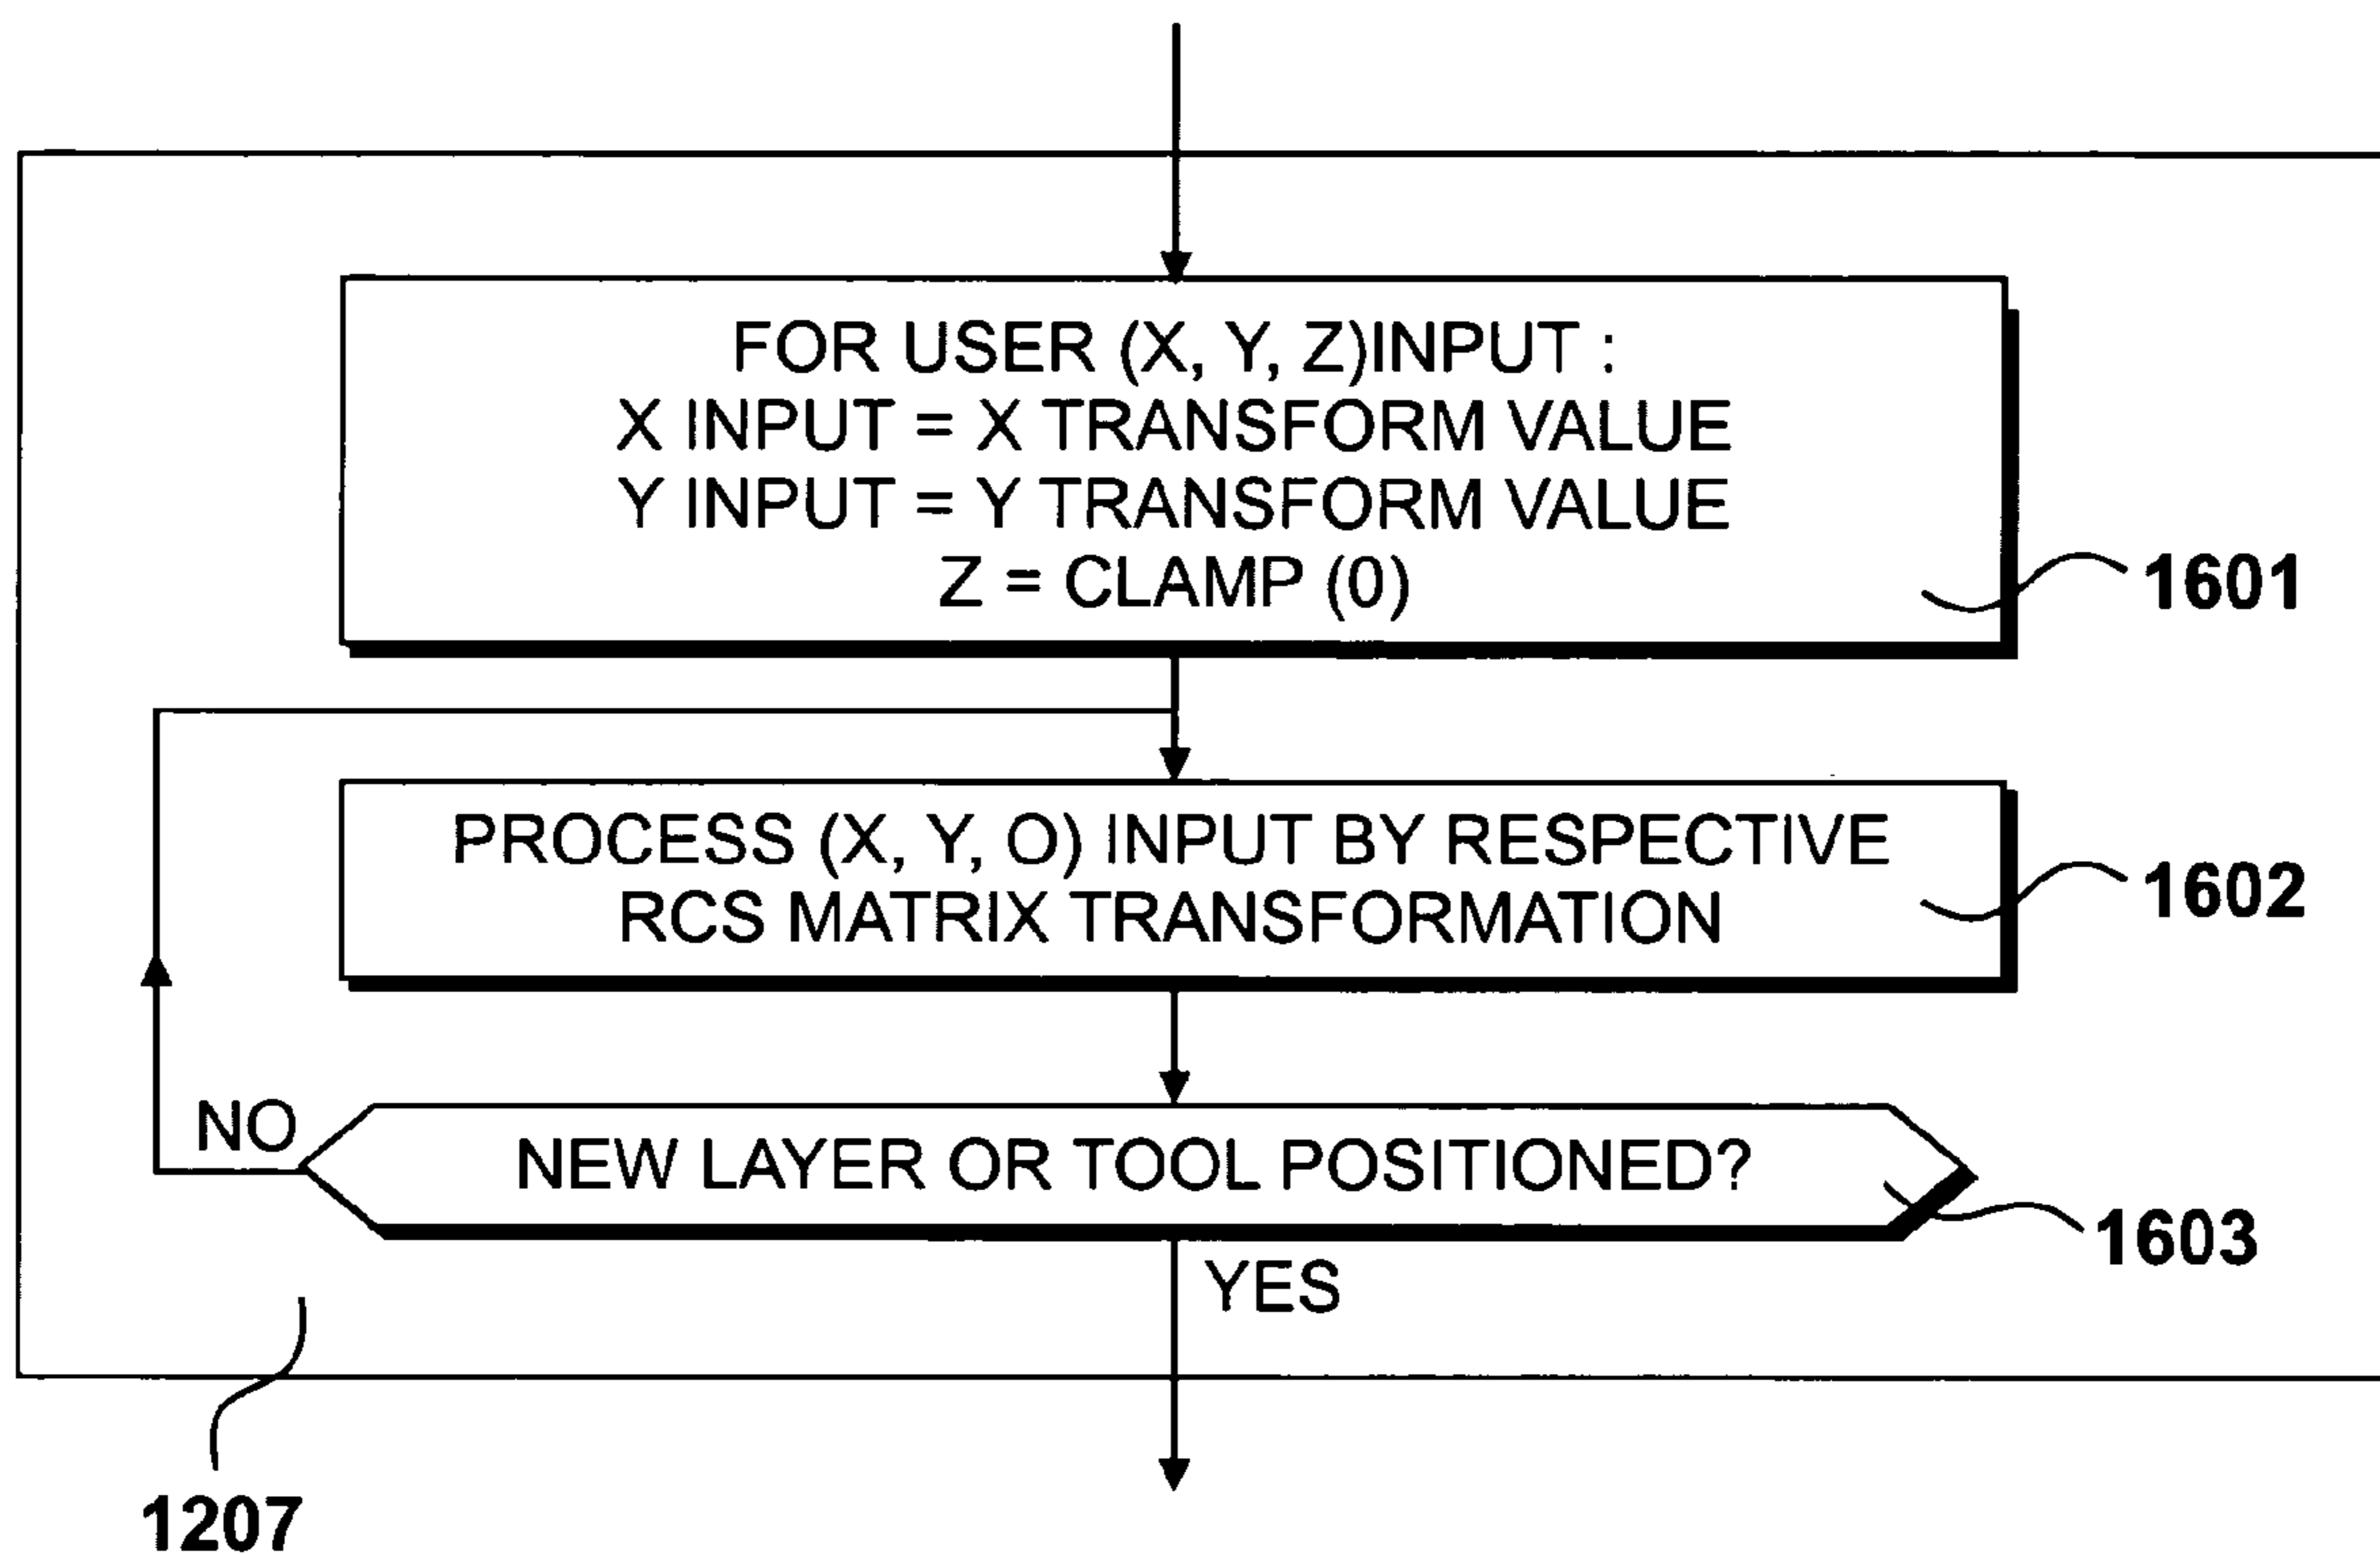 FOR USER (X, Y, Z)INPUT :
X INPUT = X TRANSFORM VALUE
Y INPUT = Y TRANSFORM VALUE
Z = CLAMP (0)
1601
PROCESS (X, Y, O) INPUT BY RESPECTIVE
RCS MATRIX TRANSFORMATION
1602
NO
NEW LAYER OR TOOL POSITIONED?
1603
YES
1207